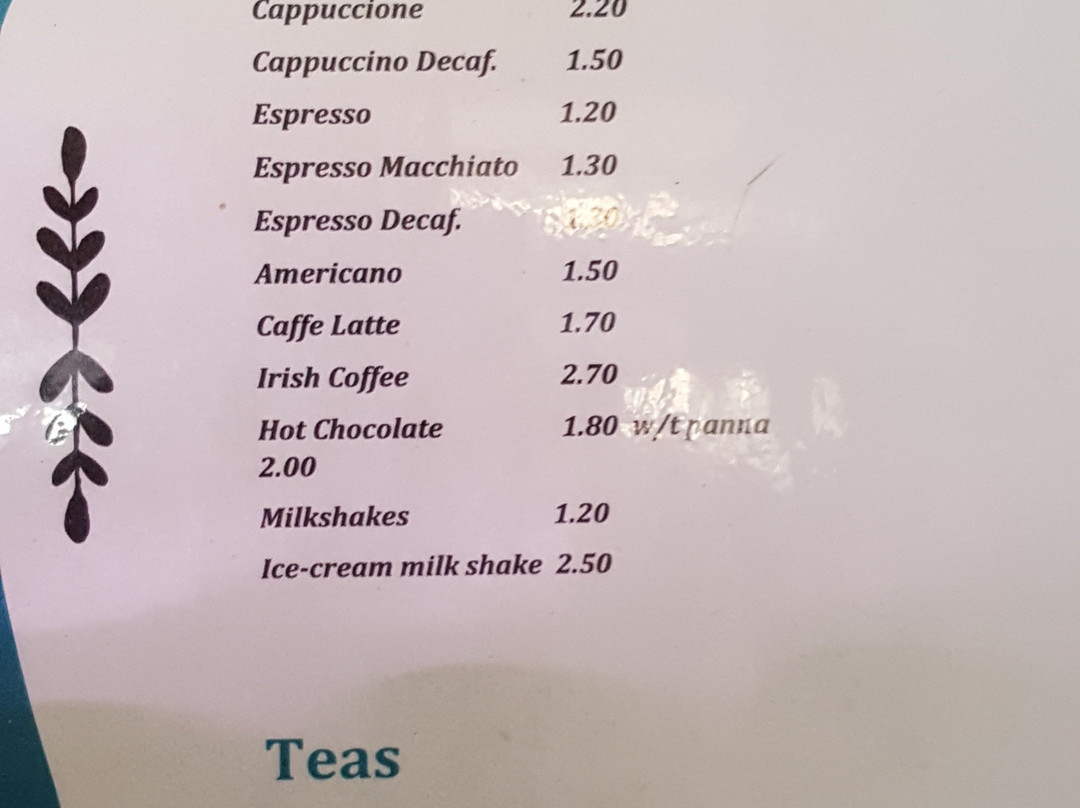 Cappuccione 2.20
Cappuccino Decaf. 1.50
Espresso 1.20
Espresso Macchiato 1.30
Espresso Decaf.
Americano 1.50
Caffe Latte 1.70
Irish Coffee 2.70
Hot Chocolate 1.80 w/t panna
2.00
Milkshakes 1.20
Ice-cream milk shake 2.50
Teas